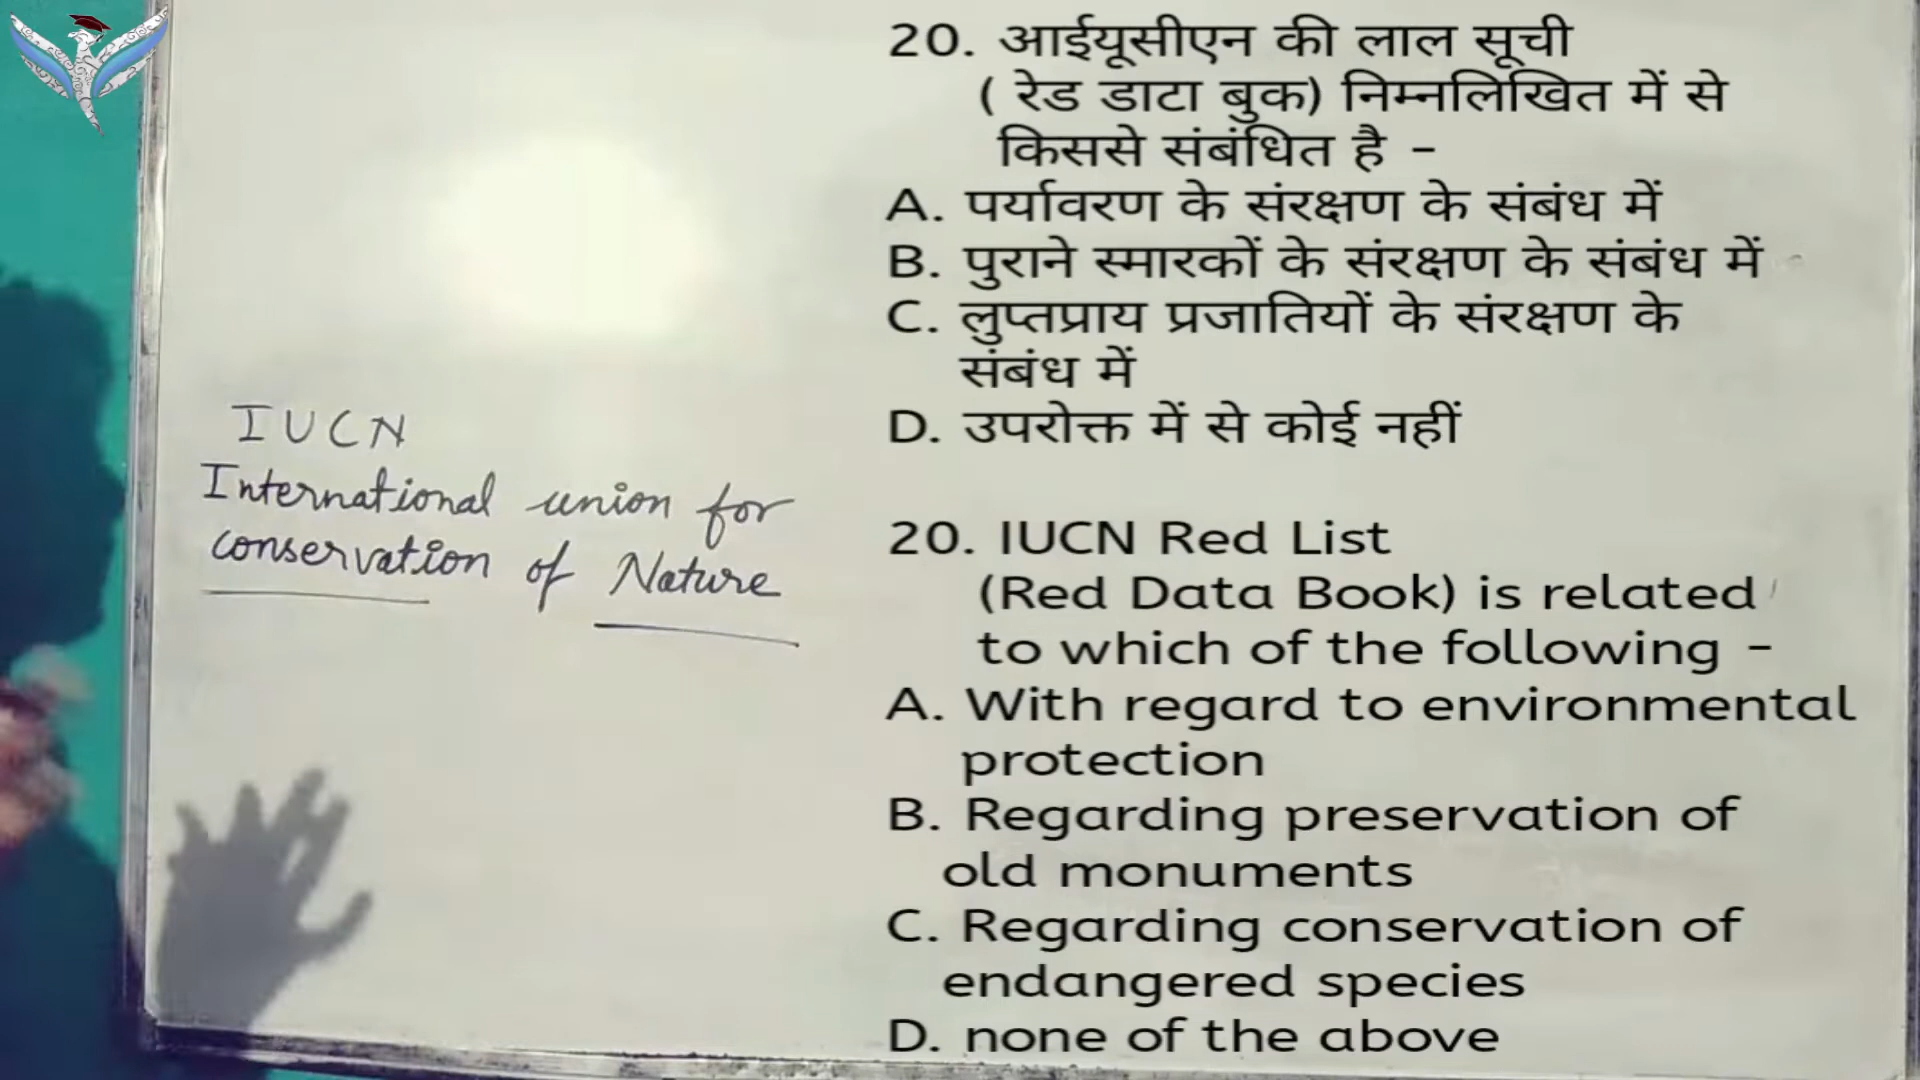 IUCN
International union for
conservation of Nature
20. आईयूसीएन की लाल सूची
( रेड डाटा बुक) निम्नलिखित में से
किससे संबंधित है -
A. पर्यावरण के संरक्षण के संबंध में
B. पुराने स्मारकों के संरक्षण के संबंध में
C. लुप्तप्राय प्रजातियों के संरक्षण के
संबंध में
D. उपरोक्त में से कोई नहीं
20. IUCN Red List
(Red Data Book) is related
to which of the following -
A. With regard to environmental
protection
B. Regarding preservation of
old monuments
C. Regarding conservation of
endangered species
D. none of the above